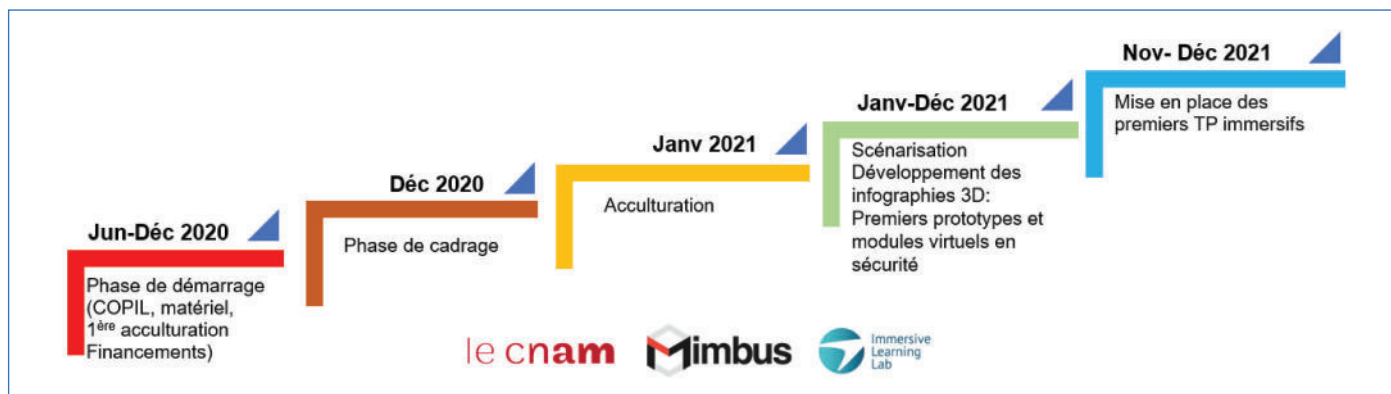 Jun-Déc 2020
Phase de démarrage
(COPIL, matériel,
1ère acculturation
Financements)
Déc 2020
Phase de cadrage
Janv 2021
Acculturation
Janv-Déc 2021
Scénarisation
Développement des
infographies 3D:
Premiers prototypes et
modules virtuels en
sécurité
Nov- Déc 2021
Mise en place des
premiers TP immersifs
le cnam
Mimbus
Immersive
Learning
Lab